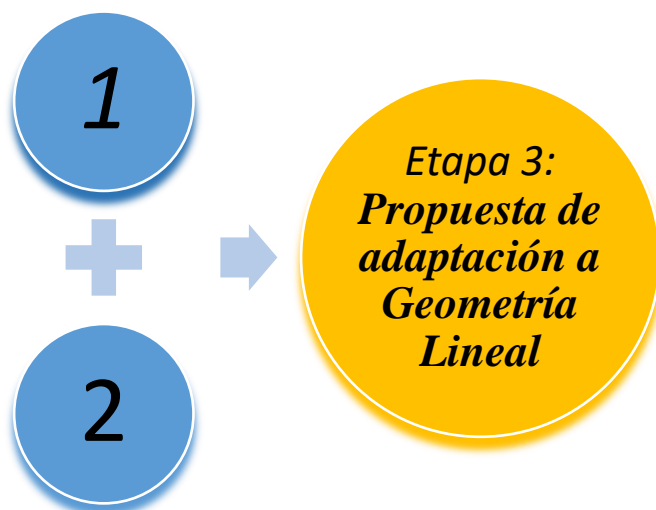 1
2
Etapa 3:
Propuesta de
adaptación a
Geometría
Lineal